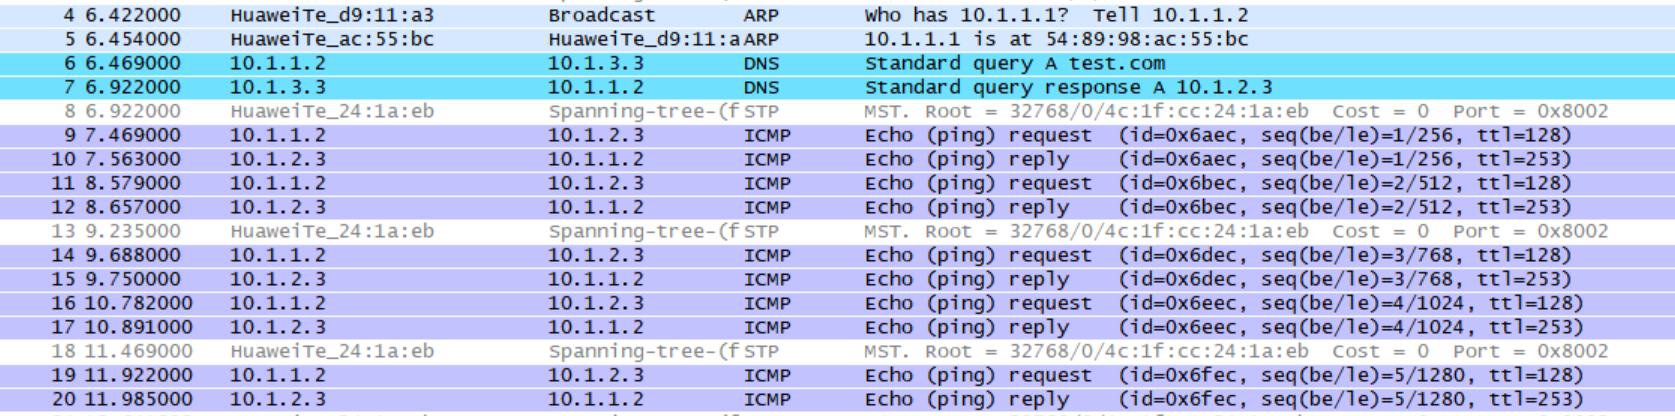 4 6.422000 HuaweiTe_d9:11:a3 Broadcast ARP Who has 10.1.1.1? Tell 10.1.1.2
5 6.454000 HuaweiTe_ac:55:bc HuaweiTe_d9:11:a ARP 10.1.1.1 is at 54:89:98:ac:55:bc
6 6.469000 10.1.1.2 10.1.3.3 DNS Standard query A test.com
7 6.922000 10.1.3.3 10.1.1.2 DNS Standard query response A 10.1.2.3
8 6.922000 HuaweiTe_24:1a:eb Spanning-tree-(f STP MST. Root = 32768/0/4c:1f:cc:24:1a:eb Cost = 0 Port = 0x8002
9 7.469000 10.1.1.2 10.1.2.3 ICMP Echo (ping) request (id=0x6aec, seq(be/le)=1/256, ttl=128)
10 7.563000 10.1.2.3 10.1.1.2 ICMP Echo (ping) reply (id=0x6aec, seq(be/le)=1/256, ttl=253)
11 8.579000 10.1.1.2 10.1.2.3 ICMP Echo (ping) request (id=0x6bec, seq(be/le)=2/512, ttl=128)
12 8.657000 10.1.2.3 10.1.1.2 ICMP Echo (ping) reply (id=0x6bec, seq(be/le)=2/512, ttl=253)
13 9.235000 HuaweiTe_24:1a:eb Spanning-tree-(f STP MST. Root = 32768/0/4c:1f:cc:24:1a:eb Cost = 0 Port = 0x8002
14 9.688000 10.1.1.2 10.1.2.3 ICMP Echo (ping) request (id=0x6dec, seq(be/le)=3/768, ttl=128)
15 9.750000 10.1.2.3 10.1.1.2 ICMP Echo (ping) reply (id=0x6dec, seq(be/le)=3/768, ttl=253)
16 10.782000 10.1.1.2 10.1.2.3 ICMP Echo (ping) request (id=0x6eec, seq(be/le)=4/1024, ttl=128)
17 10.891000 10.1.2.3 10.1.1.2 ICMP Echo (ping) reply (id=0x6eec, seq(be/le)=4/1024, ttl=253)
18 11.469000 HuaweiTe_24:1a:eb Spanning-tree-(f STP MST. Root = 32768/0/4c:1f:cc:24:1a:eb Cost = 0 Port = 0x8002
19 11.922000 10.1.1.2 10.1.2.3 ICMP Echo (ping) request (id=0x6fec, seq(be/le)=5/1280, ttl=128)
20 11.985000 10.1.2.3 10.1.1.2 ICMP Echo (ping) reply (id=0x6fec, seq(be/le)=5/1280, ttl=253)